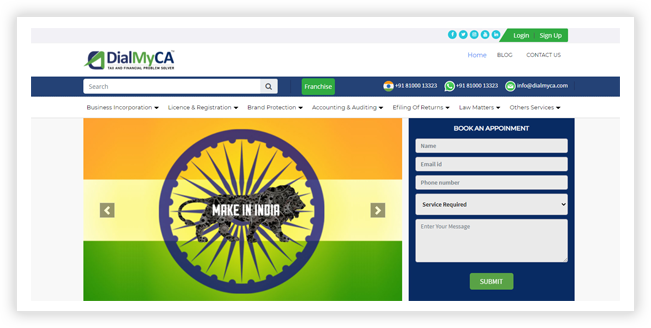 Login Sign Up
DialMyCA
TAX AND FINANCIAL PROBLEM SOLVER
Home BLOG CONTACT US
Search Franchise +91 81000 13323 +91 81000 13323 info@dialmyca.com
Business Incorporation Licence & Registration Brand Protection Accounting & Auditing Efiling Of Returns Law Matters Others Services
MAKE IN INDIA
BOOK AN APPOINMENT
Name
Email id
Phone number
Service Required
Enter Your Message
SUBMIT